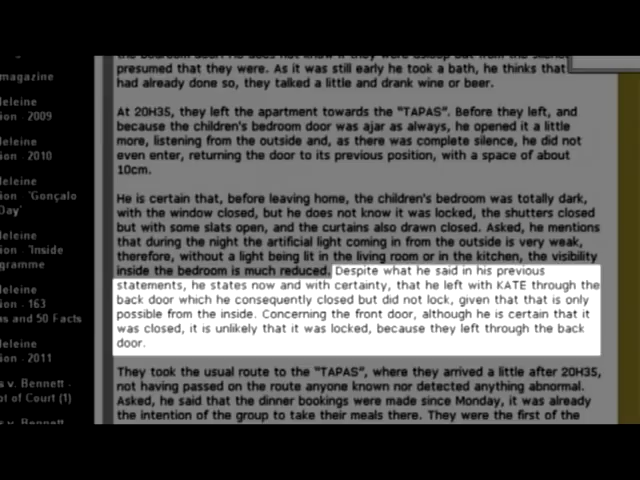 magazine
eleine
ion - 2009
eleine
ion - 2010
eleine
ion - 'Gonçalo
Day'
eleine
ion - 'Inside
gramme
eleine
ion - 163
s and 50 Facts
eleine
ion - 2011
s v. Bennett -
pt of Court (1)
s v. Bennett
presumed that they were. As it was still early he took a bath, he thinks that
had already done so, they talked a little and drank wine or beer.
At 20H35, they left the apartment towards the "TAPAS". Before they left, and
because the children's bedroom door was ajar as always, he opened it a little
more, listening from the outside and, as there was complete silence, he did not
even enter, returning the door to its previous position, with a space of about
10cm.
He is certain that, before leaving home, the children's bedroom was totally dark,
with the window closed, but he does not know it was locked, the shutters closed
but with some slats open, and the curtains also drawn closed. Asked, he mentions
that during the night the artificial light coming in from the outside is very weak,
therefore, without a light being lit in the living room or in the kitchen, the visibility
inside the bedroom is much reduced. Despite what he said in his previous
statements, he states now and with certainty, that he left with KATE through the
back door which he consequently closed but did not lock, given that that is only
possible from the inside. Concerning the front door, although he is certain that it
was closed, it is unlikely that it was locked, because they left through the back
door.
They took the usual route to the "TAPAS", where they arrived a little after 20H35,
not having passed on the route anyone known nor detected anything abnormal.
Asked, he said that the dinner bookings were made since Monday, it was already
the intention of the group to take their meals there. They were the first of the